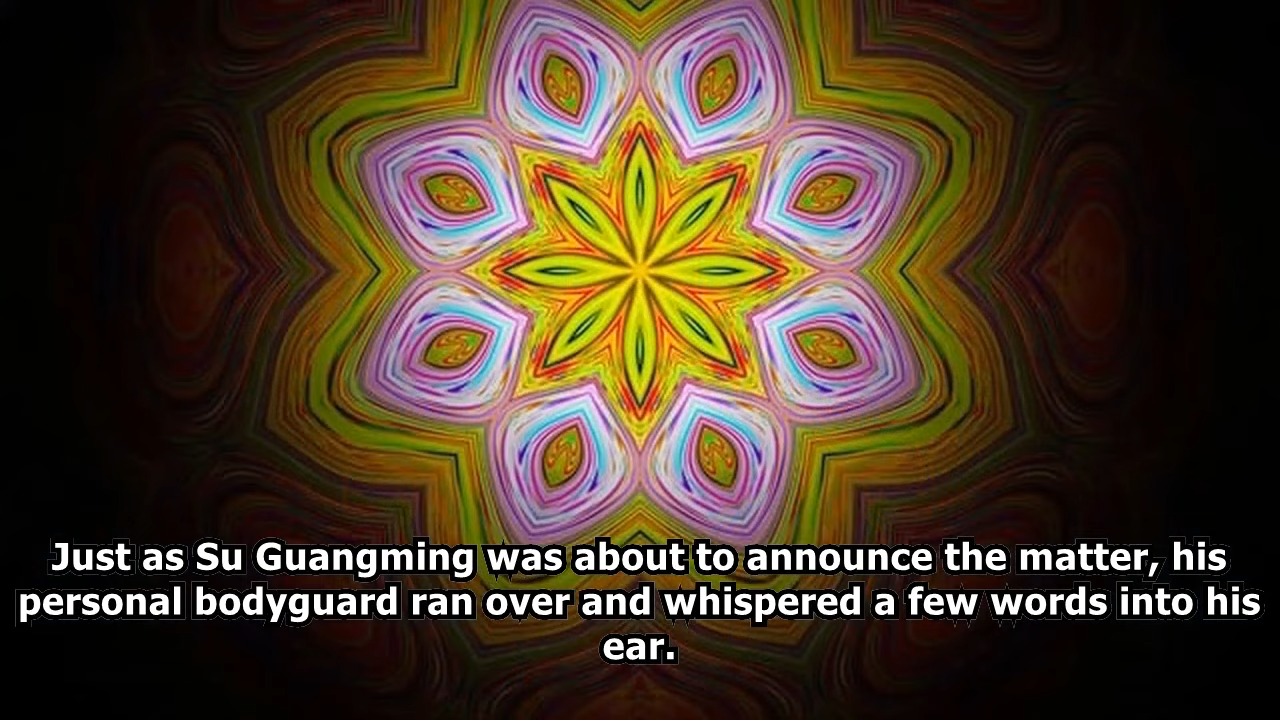 Just as Su Guangming was about to announce the matter, his
personal bodyguard ran over and whispered a few words into his
ear.